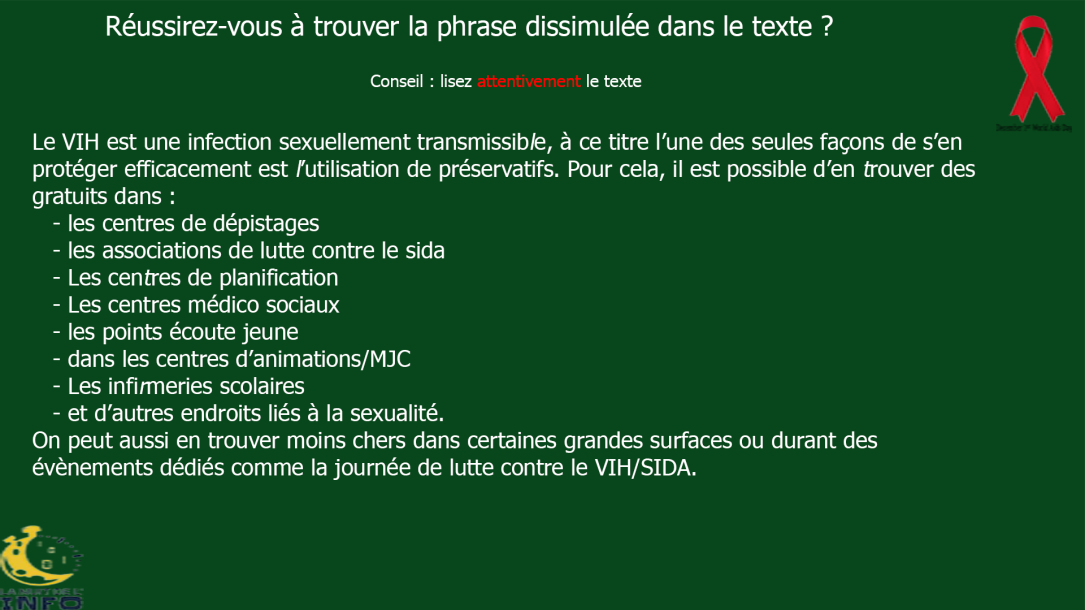 Réussirez-vous à trouver la phrase dissimulée dans le texte ?
Conseil : lisez attentivement le texte
Le VIH est une infection sexuellement transmissible, à ce titre l’une des seules façons de s’en
protéger efficacement est l’utilisation de préservatifs. Pour cela, il est possible d’en trouver des
gratuits dans :
- les centres de dépistages
- les associations de lutte contre le sida
- Les centres de planification
- Les centres médico sociaux
- les points écoute jeune
- dans les centres d’animations/MJC
- Les infirmeries scolaires
- et d’autres endroits liés à la sexualité.
On peut aussi en trouver moins chers dans certaines grandes surfaces ou durant des
évènements dédiés comme la journée de lutte contre le VIH/SIDA.
INFO